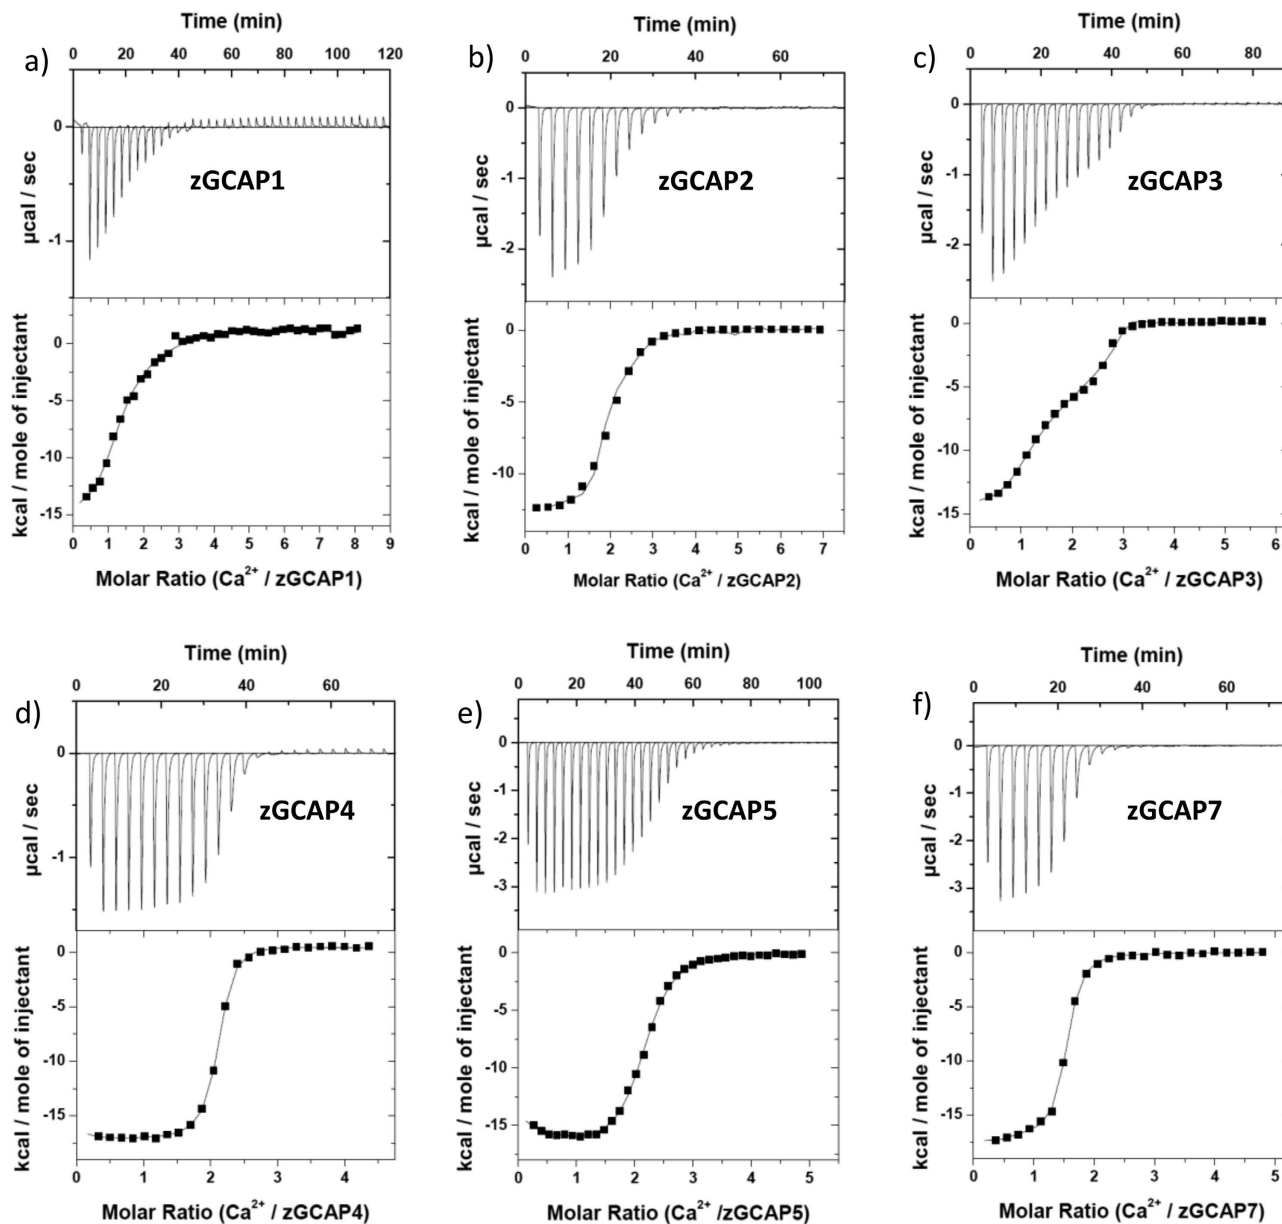 Time (min)
0 20 40 60 80 100 120
a)
0
-1
µcal / sec
zGCAP1
0
-5
-10
-15
kcal / mole of injectant
0 1 2 3 4 5 6 7 8 9
Molar Ratio (Ca2+ / zGCAP1)
Time (min)
0 20 40 60
b)
0
-1
-2
µcal / sec
zGCAP2
0
-5
-10
kcal / mole of injectant
0 1 2 3 4 5 6 7
Molar Ratio (Ca2+ / zGCAP2)
Time (min)
0 20 40 60 80
c)
0
-1
-2
µcal / sec
zGCAP3
0
-5
-10
-15
kcal / mole of injectant
0 1 2 3 4 5 6
Molar Ratio (Ca2+ / zGCAP3)
Time (min)
0 20 40 60
d)
0
-1
µcal / sec
zGCAP4
0
-5
-10
-15
kcal / mole of injectant
0 1 2 3 4
Molar Ratio (Ca2+ / zGCAP4)
Time (min)
0 20 40 60 80 100
e)
0
-1
-2
-3
µcal / sec
zGCAP5
0
-5
-10
-15
kcal / mole of injectant
0 1 2 3 4 5
Molar Ratio (Ca2+ /zGCAP5)
Time (min)
0 20 40 60
f)
0
-1
-2
-3
µcal / sec
zGCAP7
0
-5
-10
-15
kcal / mole of injectant
0 1 2 3 4 5
Molar Ratio (Ca2+ / zGCAP7)